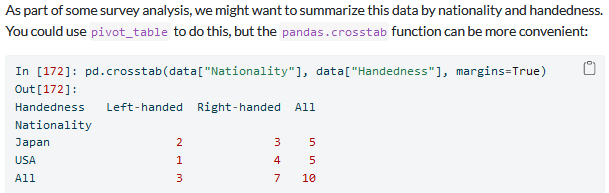 As part of some survey analysis, we might want to summarize this data by nationality and handedness.
You could use pivot_table to do this, but the pandas.crosstab function can be more convenient:
In [172]: pd.crosstab(data["Nationality"], data["Handedness"], margins=True)
Out[172]:
Handedness   Left-handed  Right-handed  All
Nationality
Japan                  2             3    5
USA                    1             4    5
All                    3             7   10